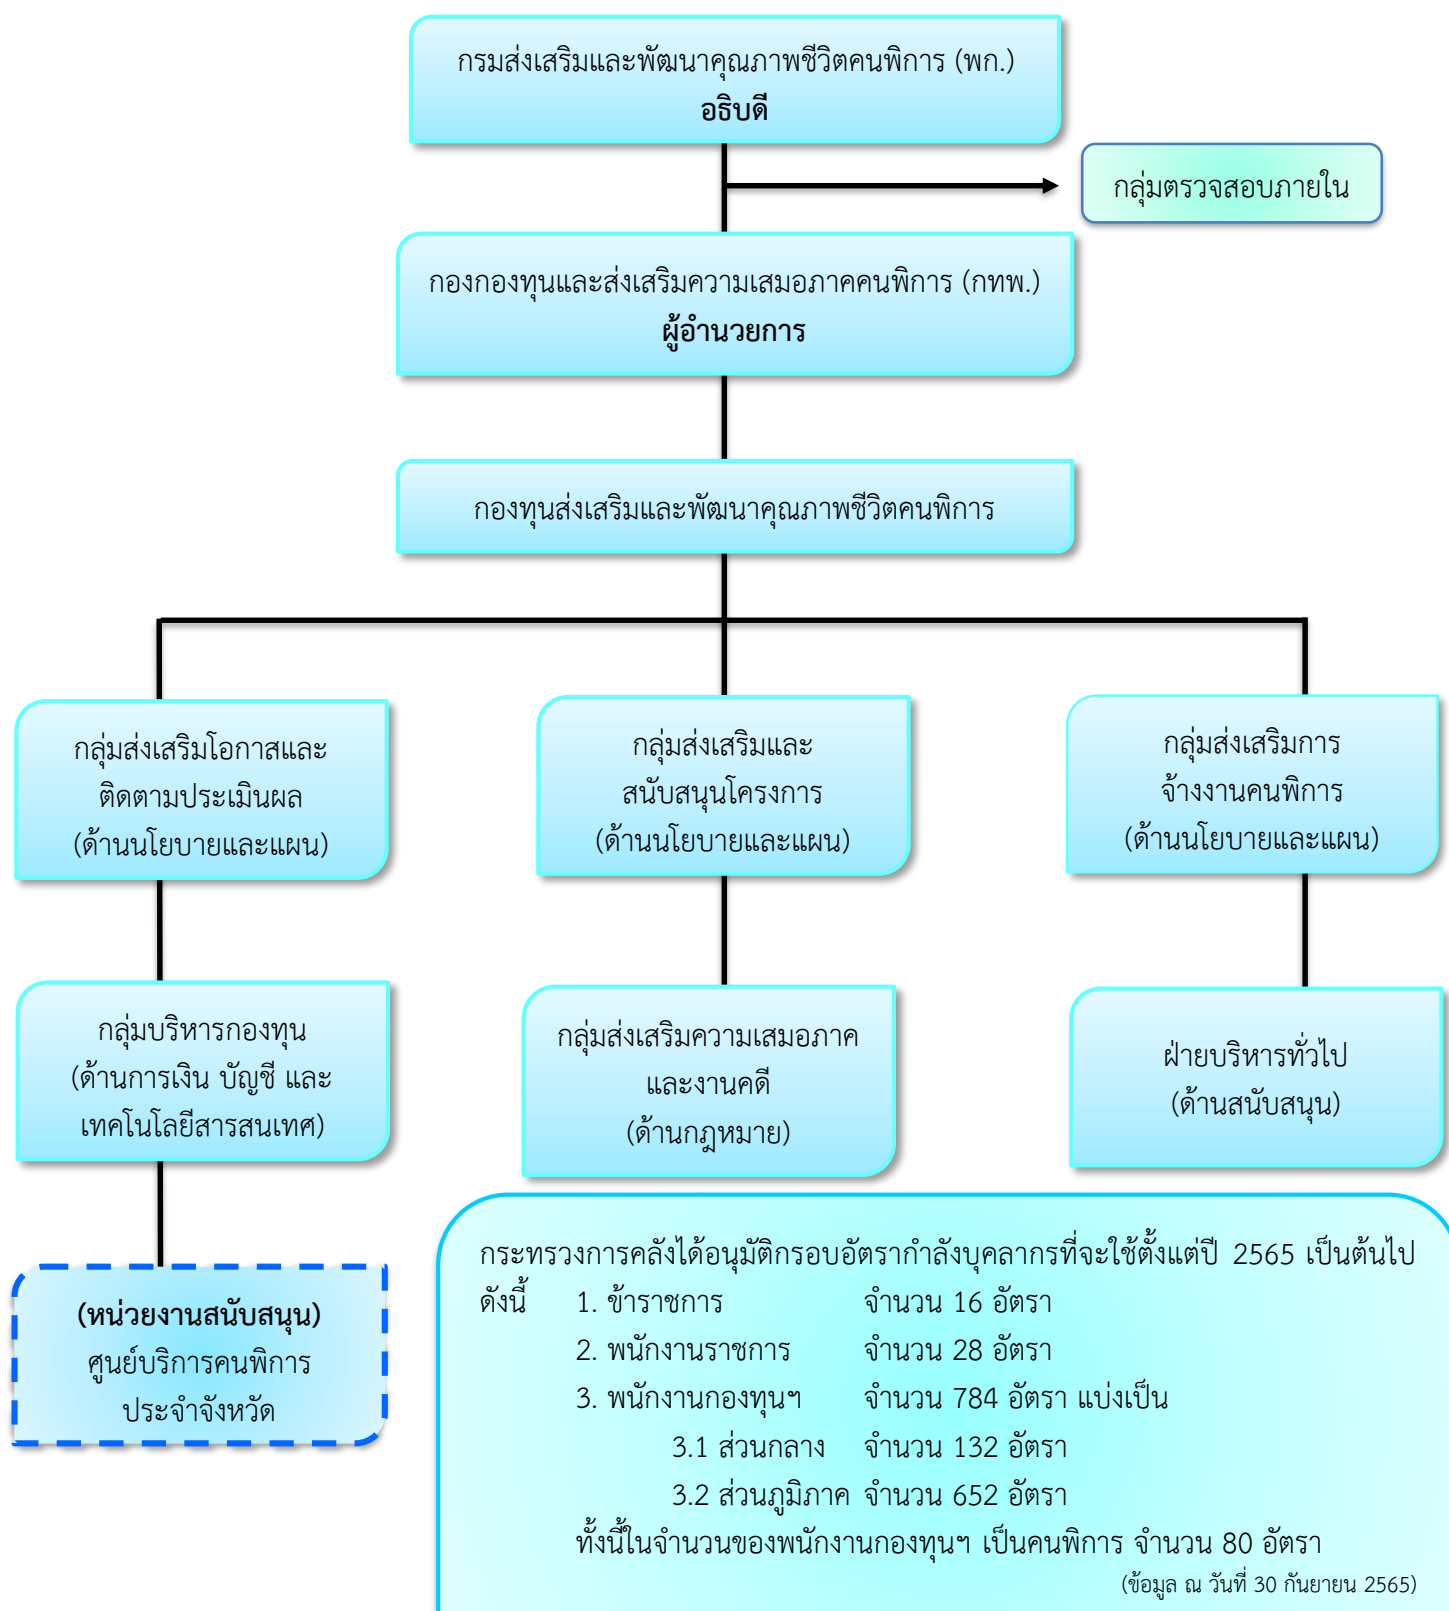 กรมส่งเสริมและพัฒนาคุณภาพชีวิตคนพิการ (พก.)
อธิบดี
กลุ่มตรวจสอบภายใน
กองกองทุนและส่งเสริมความเสมอภาคคนพิการ (กทพ.)
ผู้อำนวยการ
กองทุนส่งเสริมและพัฒนาคุณภาพชีวิตคนพิการ
กลุ่มส่งเสริมโอกาสและ
ติดตามประเมินผล
(ด้านนโยบายและแผน)
กลุ่มส่งเสริมและ
สนับสนุนโครงการ
(ด้านนโยบายและแผน)
กลุ่มส่งเสริมการ
จ้างงานคนพิการ
(ด้านนโยบายและแผน)
กลุ่มบริหารกองทุน
(ด้านการเงิน บัญชี และ
เทคโนโลยีสารสนเทศ)
กลุ่มส่งเสริมความเสมอภาค
และงานคดี
(ด้านกฎหมาย)
ฝ่ายบริหารทั่วไป
(ด้านสนับสนุน)
(หน่วยงานสนับสนุน)
ศูนย์บริการคนพิการ
ประจำจังหวัด
กระทรวงการคลังได้อนุมัติกรอบอัตรากำลังบุคลากรที่จะใช้ตั้งแต่ปี 2565 เป็นต้นไป
ดังนี้ 1. ข้าราชการ จำนวน 16 อัตรา
2. พนักงานราชการ จำนวน 28 อัตรา
3. พนักงานกองทุนฯ จำนวน 784 อัตรา แบ่งเป็น
3.1 ส่วนกลาง จำนวน 132 อัตรา
3.2 ส่วนภูมิภาค จำนวน 652 อัตรา
ทั้งนี้ในจำนวนของพนักงานกองทุนฯ เป็นคนพิการ จำนวน 80 อัตรา
(ข้อมูล ณ วันที่ 30 กันยายน 2565)